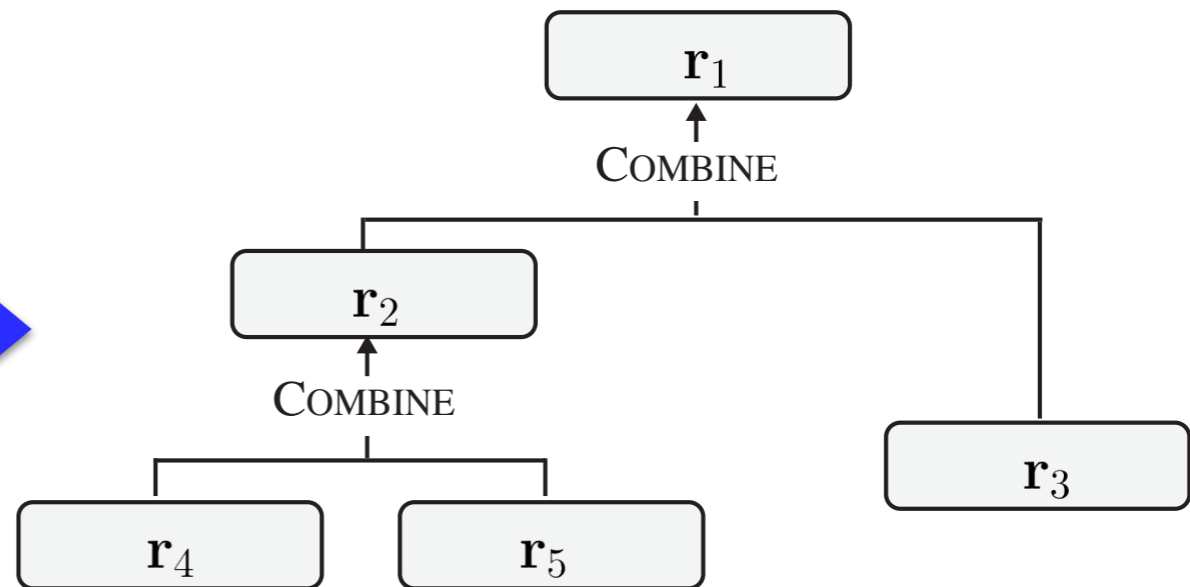 r₁
COMBINE
r₂
COMBINE
r₃
r₄ r₅